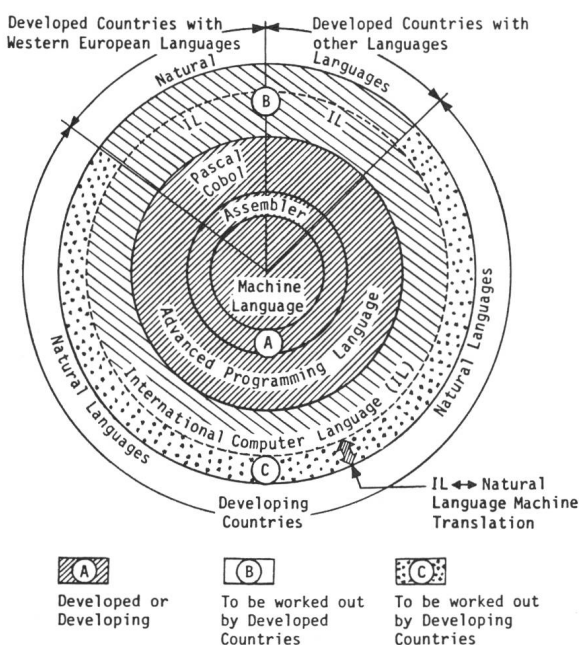 Developed Countries with
Western European Languages
Developed Countries with
other Languages
Natural
Languages
B
IL
IL
Pascal
Cobol
Assembler
Machine
Language
A
Advanced Programming Language
International Computer Language (IL)
Natural Languages
Natural Languages
C
Developing
Countries
IL ↔ Natural
Language Machine
Translation
A
Developed or
Developing
B
To be worked out
by Developed
Countries
C
To be worked out
by Developing
Countries